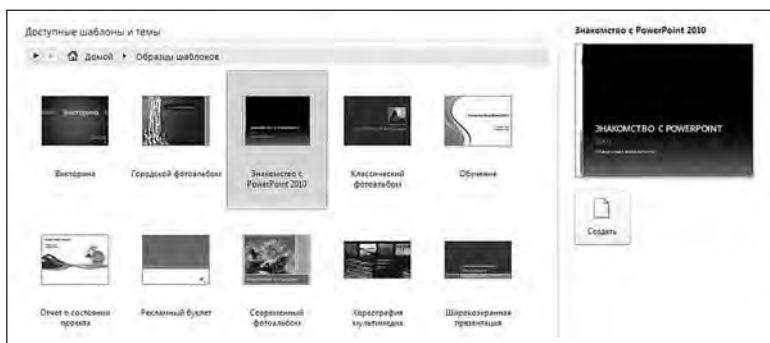 Доступные шаблоны и темы
Домой
Образцы шаблонов
Викторина
Городской фотоальбом
Знакомство с
PowerPoint 2010
Классический
фотоальбом
Обучение
Отчет о состоянии
проекта
Рекламный буклет
Современный
фотоальбом
Хореография
мультимедиа
Широкоэкранная
презентация
Знакомство с PowerPoint 2010
ЗНАКОМСТВО С POWERPOINT
Создать